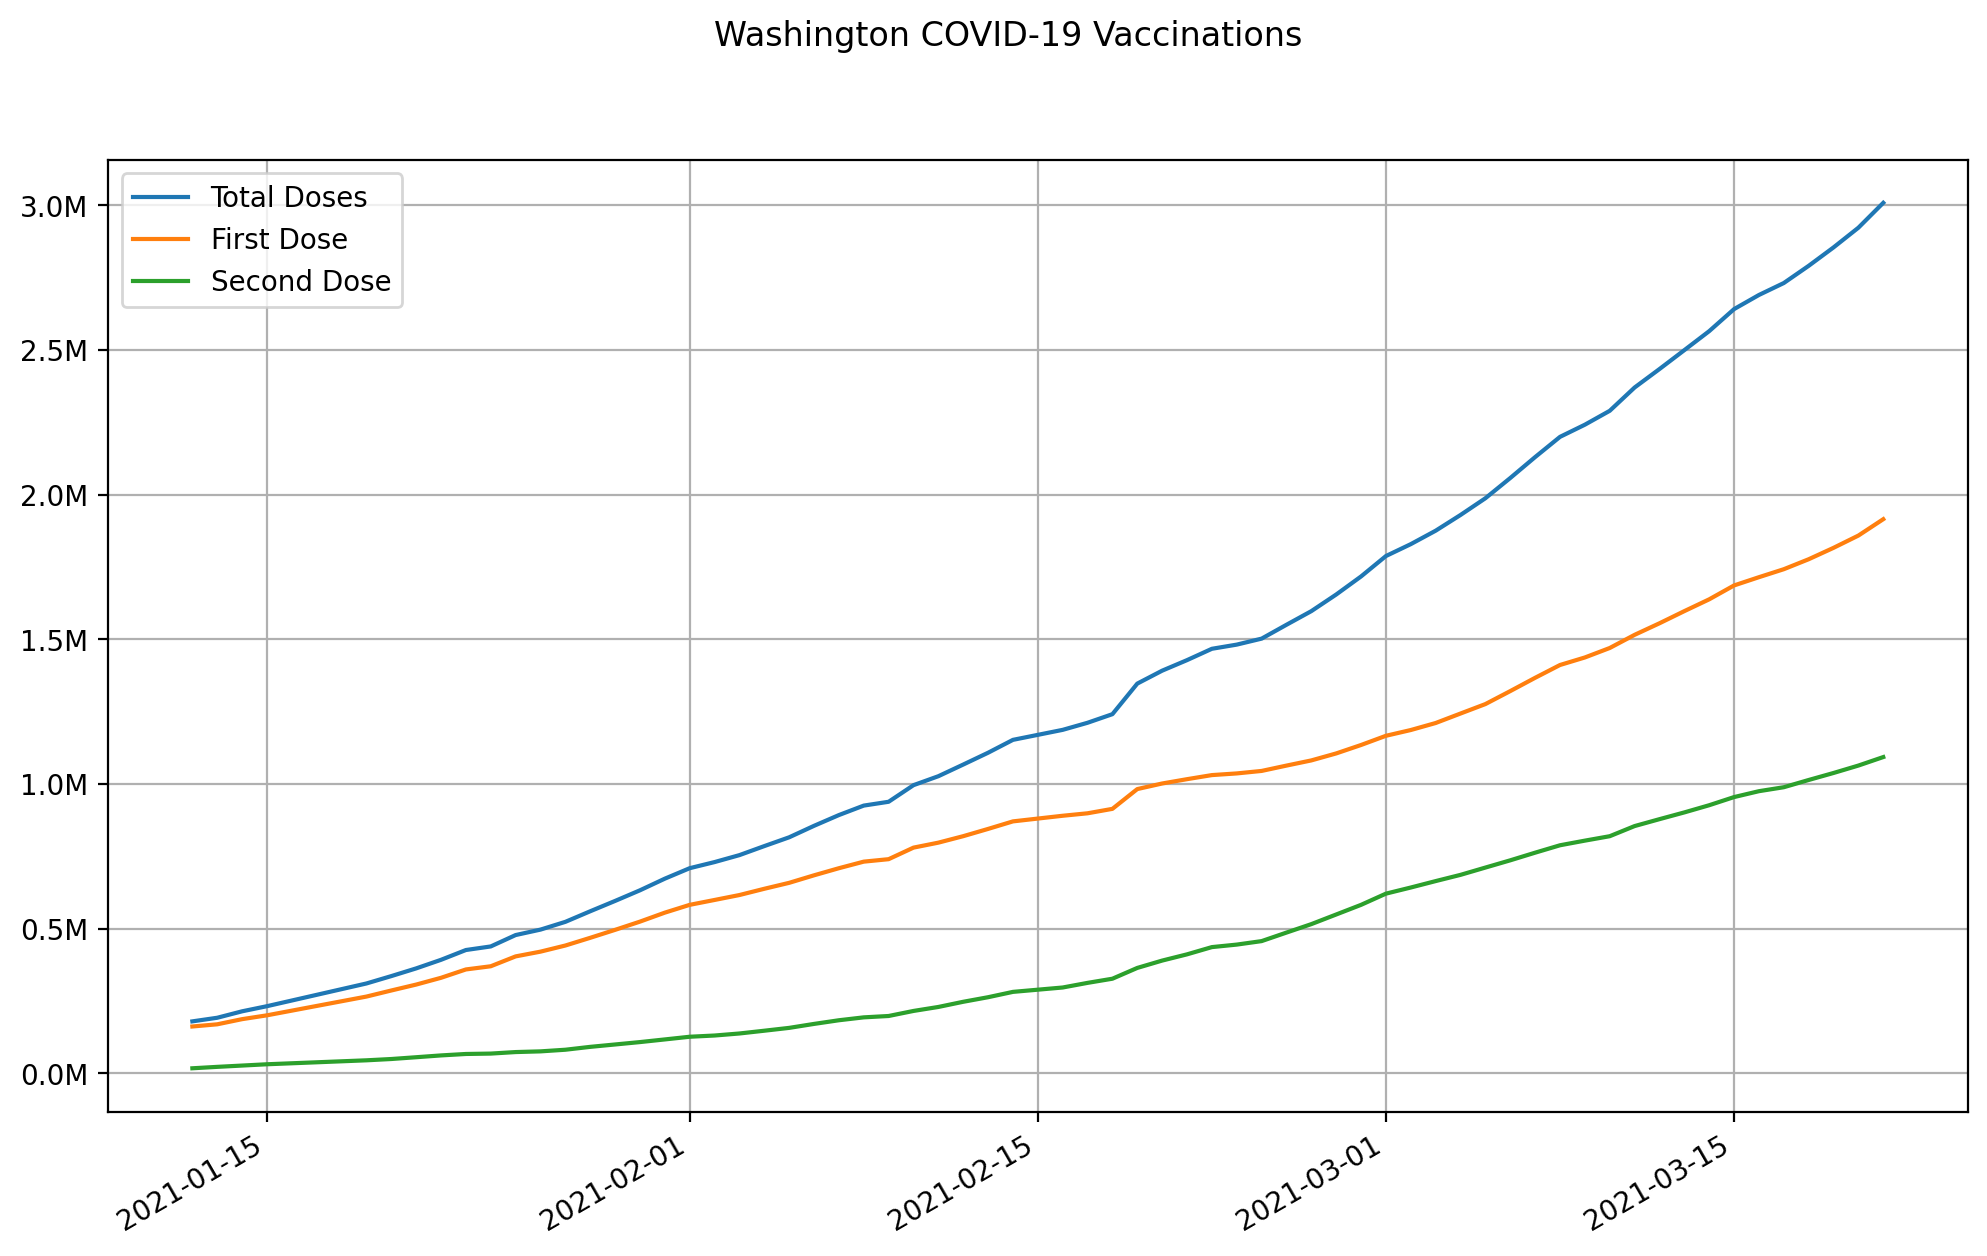 Washington COVID-19 Vaccinations
Total Doses
First Dose
Second Dose
3.0M
2.5M
2.0M
1.5M
1.0M
0.5M
0.0M
2021-01-15
2021-02-01
2021-02-15
2021-03-01
2021-03-15